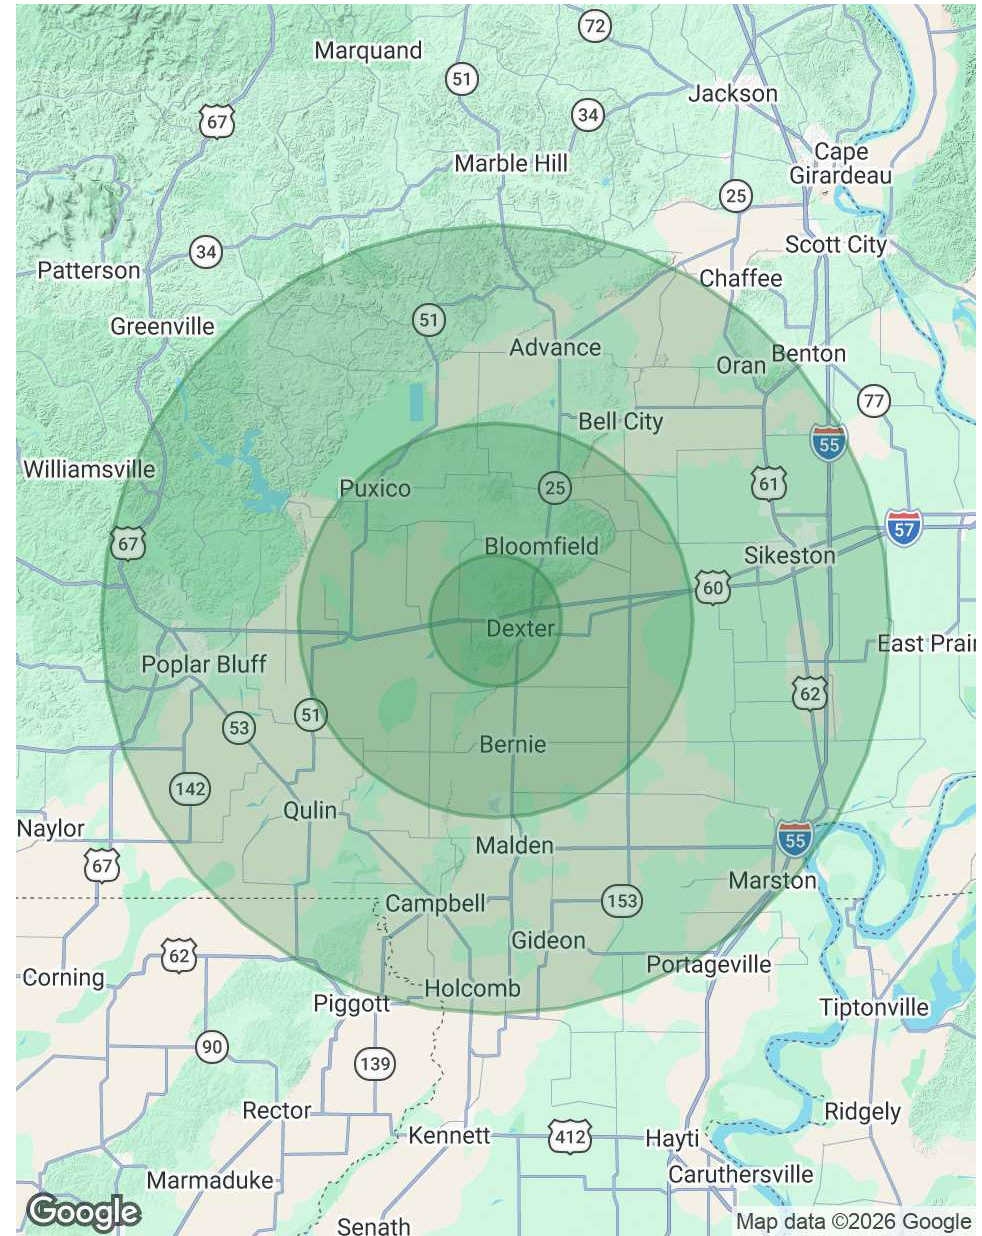 72
Marquand
51
Jackson
67
34
Marble Hill
Cape
Girardeau
25
34
Scott City
Patterson
Chaffee
Greenville
51
Advance
Oran
Benton
77
Bell City
55
Williamsville
Puxico
25
61
57
67
Bloomfield
Sikeston
60
Dexter
East Prair
Poplar Bluff
62
51
53
Bernie
142
Qulin
Naylor
55
Malden
67
Marston
Campbell
153
Gideon
62
Portageville
Corning
Holcomb
Piggott
Tiptonville
90
139
Rector
Ridgely
Kennett
412
Hayti
Marmaduke
Caruthersville
Google
Senath
Map data ©2026 Google